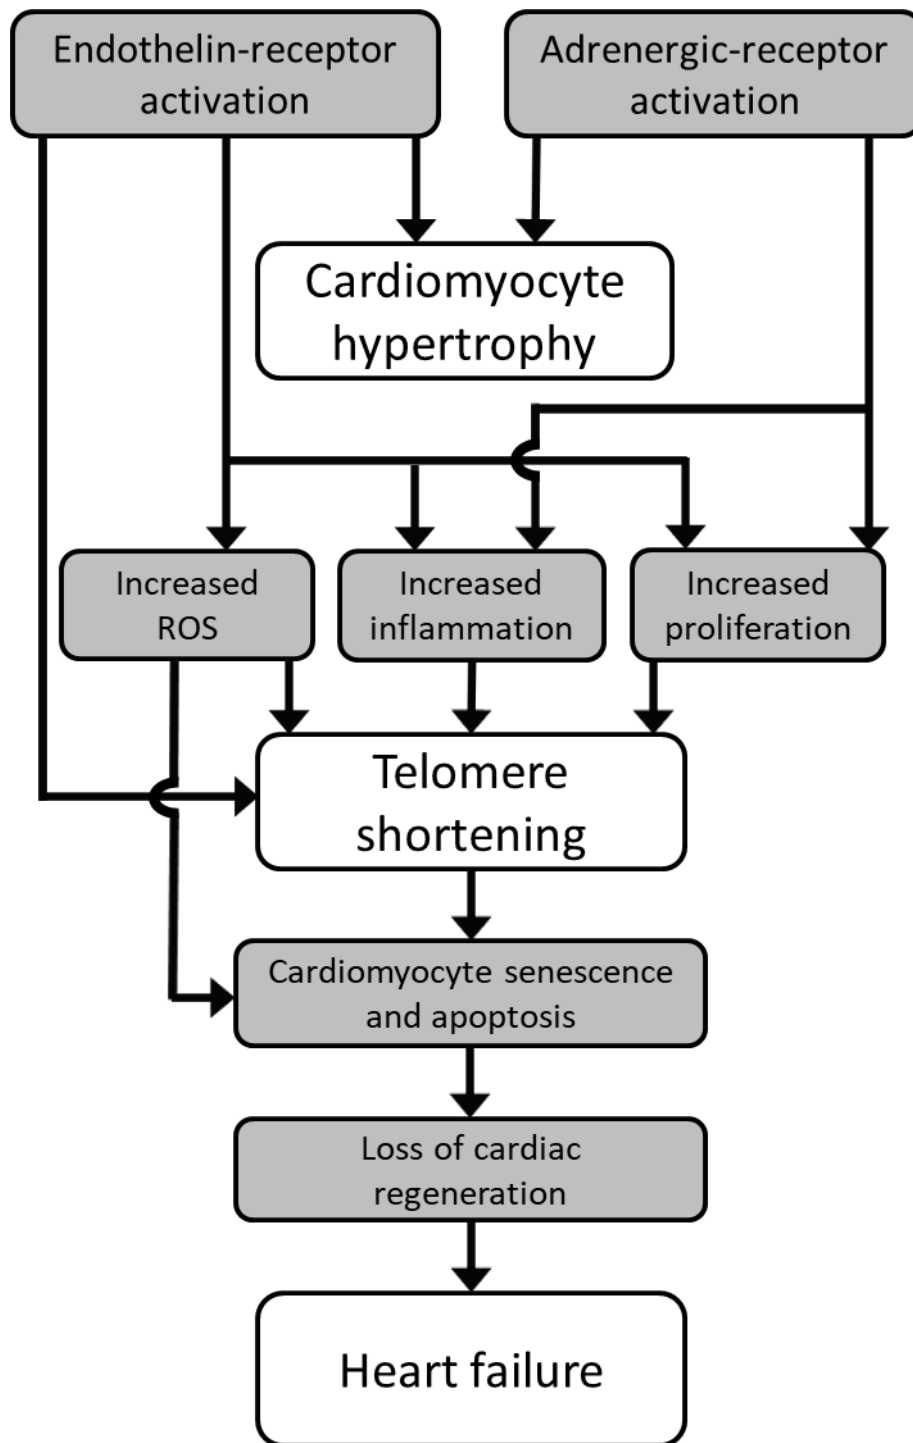 Endothelin-receptor
activation
Adrenergic-receptor
activation
Cardiomyocyte
hypertrophy
Increased
ROS
Increased
inflammation
Increased
proliferation
Telomere
shortening
Cardiomyocyte senescence
and apoptosis
Loss of cardiac
regeneration
Heart failure